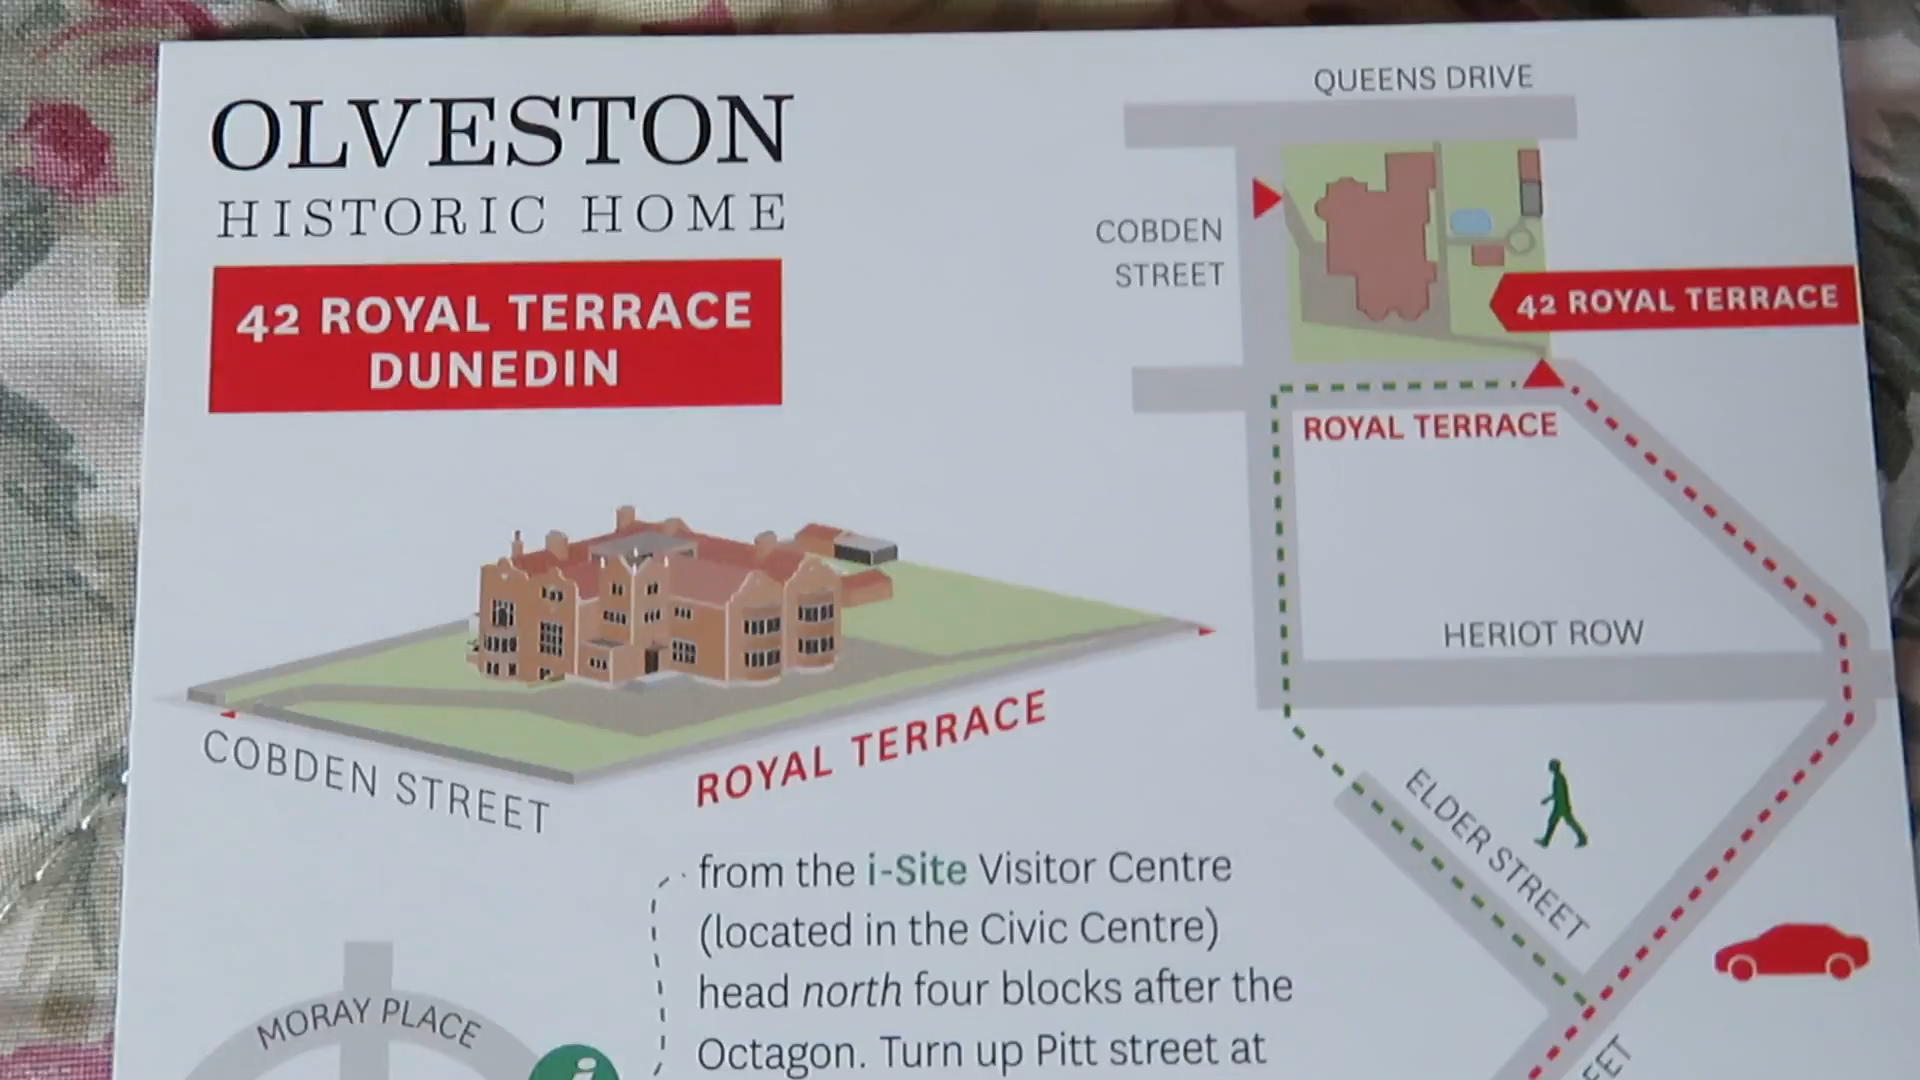 OLVESTON
HISTORIC HOME
42 ROYAL TERRACE
DUNEDIN
QUEENS DRIVE
COBDEN
STREET
42 ROYAL TERRACE
ROYAL TERRACE
HERIOT ROW
ELDER STREET
COBDEN STREET
ROYAL TERRACE
from the i-Site Visitor Centre
(located in the Civic Centre)
head north four blocks after the
Octagon. Turn up Pitt street at
MORAY PLACE
i